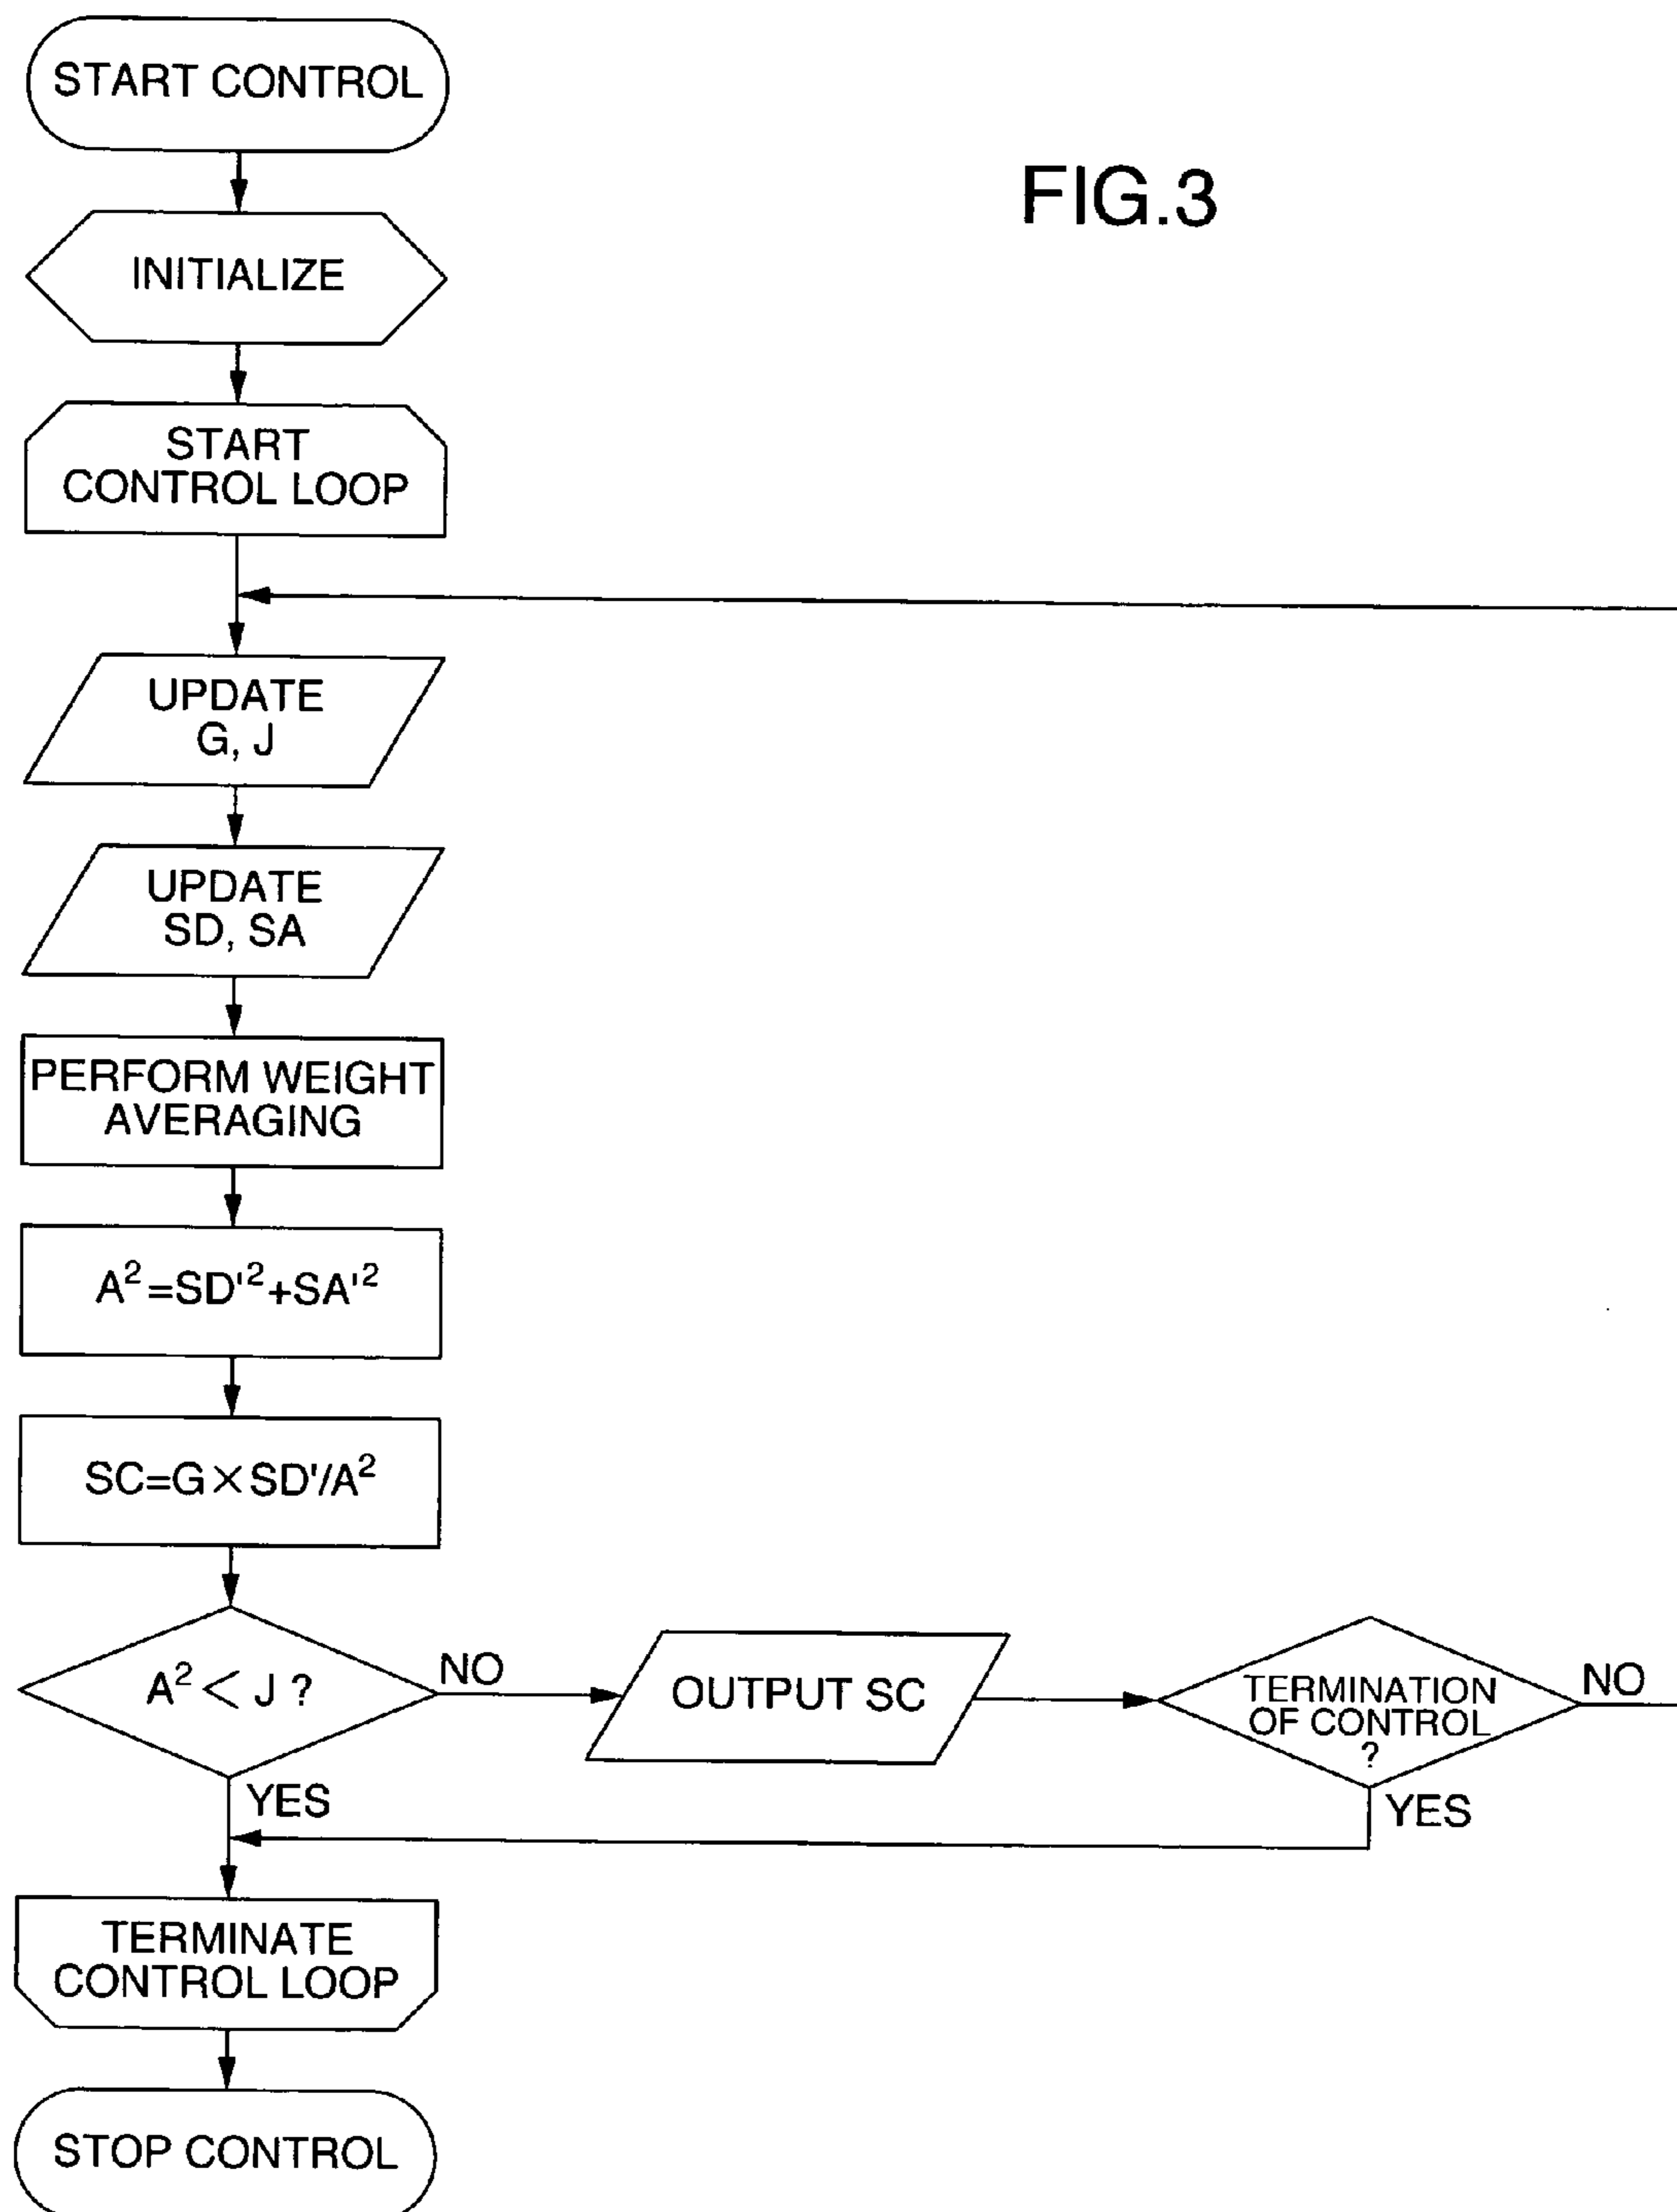 START CONTROL
FIG.3
INITIALIZE
START
CONTROL LOOP
UPDATE
G, J
UPDATE
SD, SA
PERFORM WEIGHT
AVERAGING
A²=SD'²+SA'²
SC=G×SD'/A²
A²<J ?
NO
OUTPUT SC
TERMINATION
OF CONTROL
?
NO
YES
YES
TERMINATE
CONTROL LOOP
STOP CONTROL